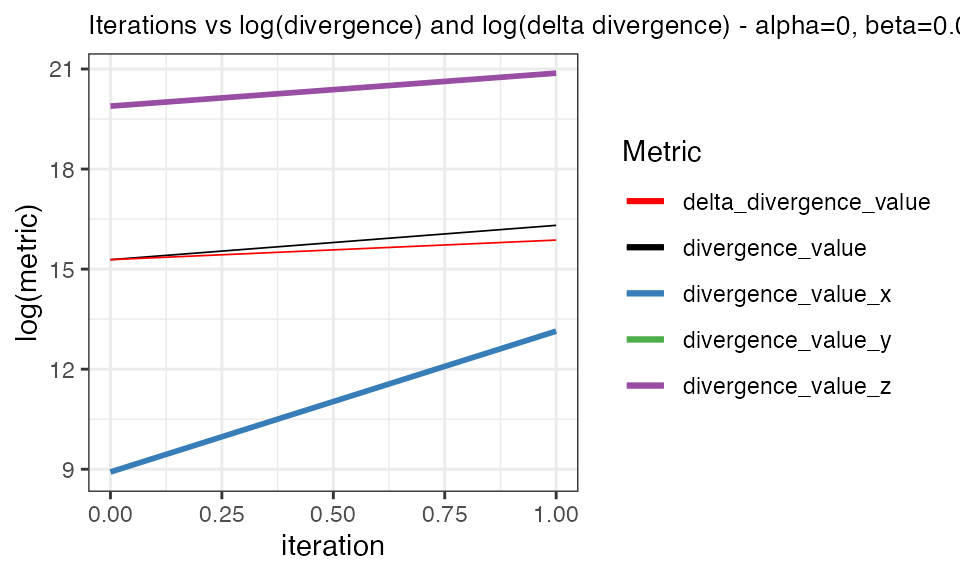 Iterations vs log(divergence) and log(delta divergence) - alpha=0, beta=0.0
21
18
15
12
9
log(metric)
0.00 0.25 0.50 0.75 1.00
iteration
Metric
delta_divergence_value
divergence_value
divergence_value_x
divergence_value_y
divergence_value_z